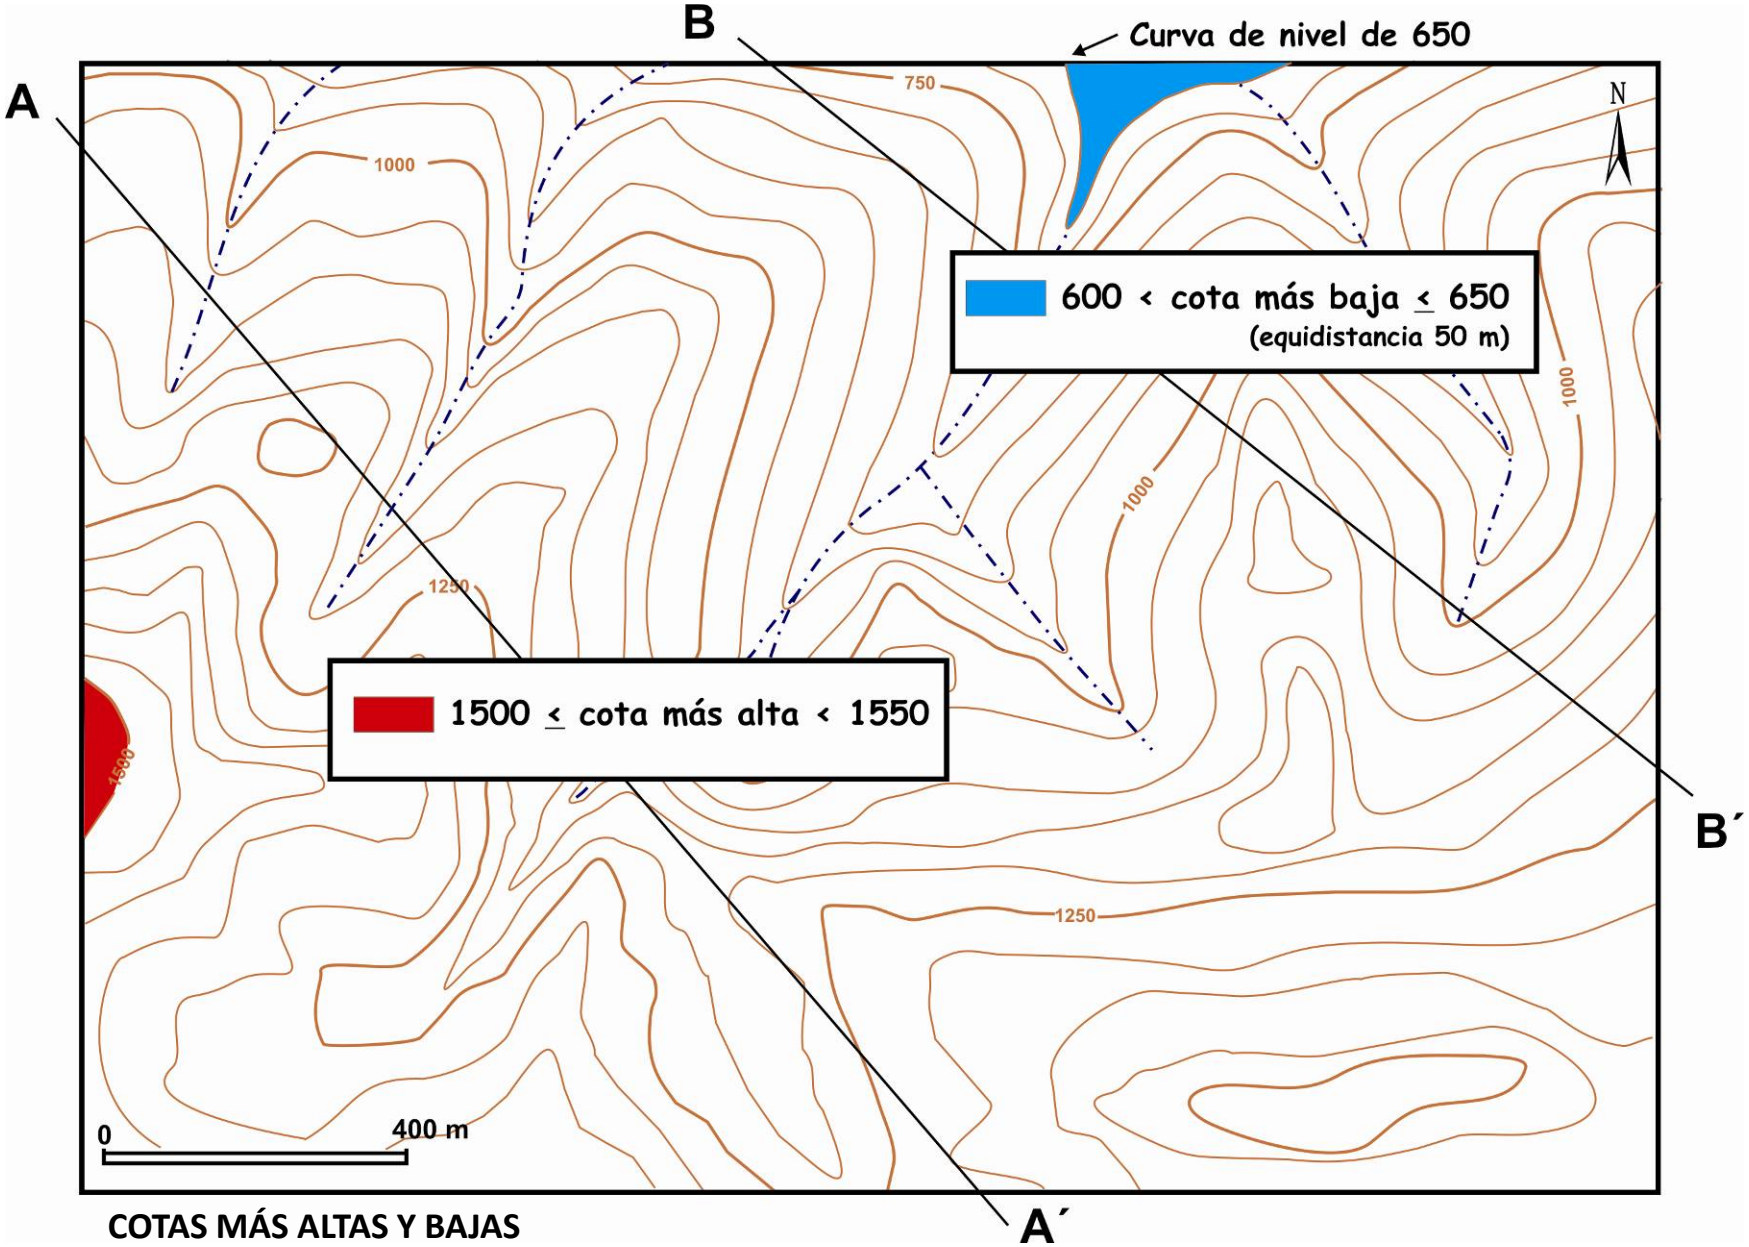 B
Curva de nivel de 650
A
750
N
1000
600 < cota más baja ≤ 650
(equidistancia 50 m)
1000
1000
1250
1500 ≤ cota más alta < 1550
1500
B´
1250
0 400 m
A´
COTAS MÁS ALTAS Y BAJAS